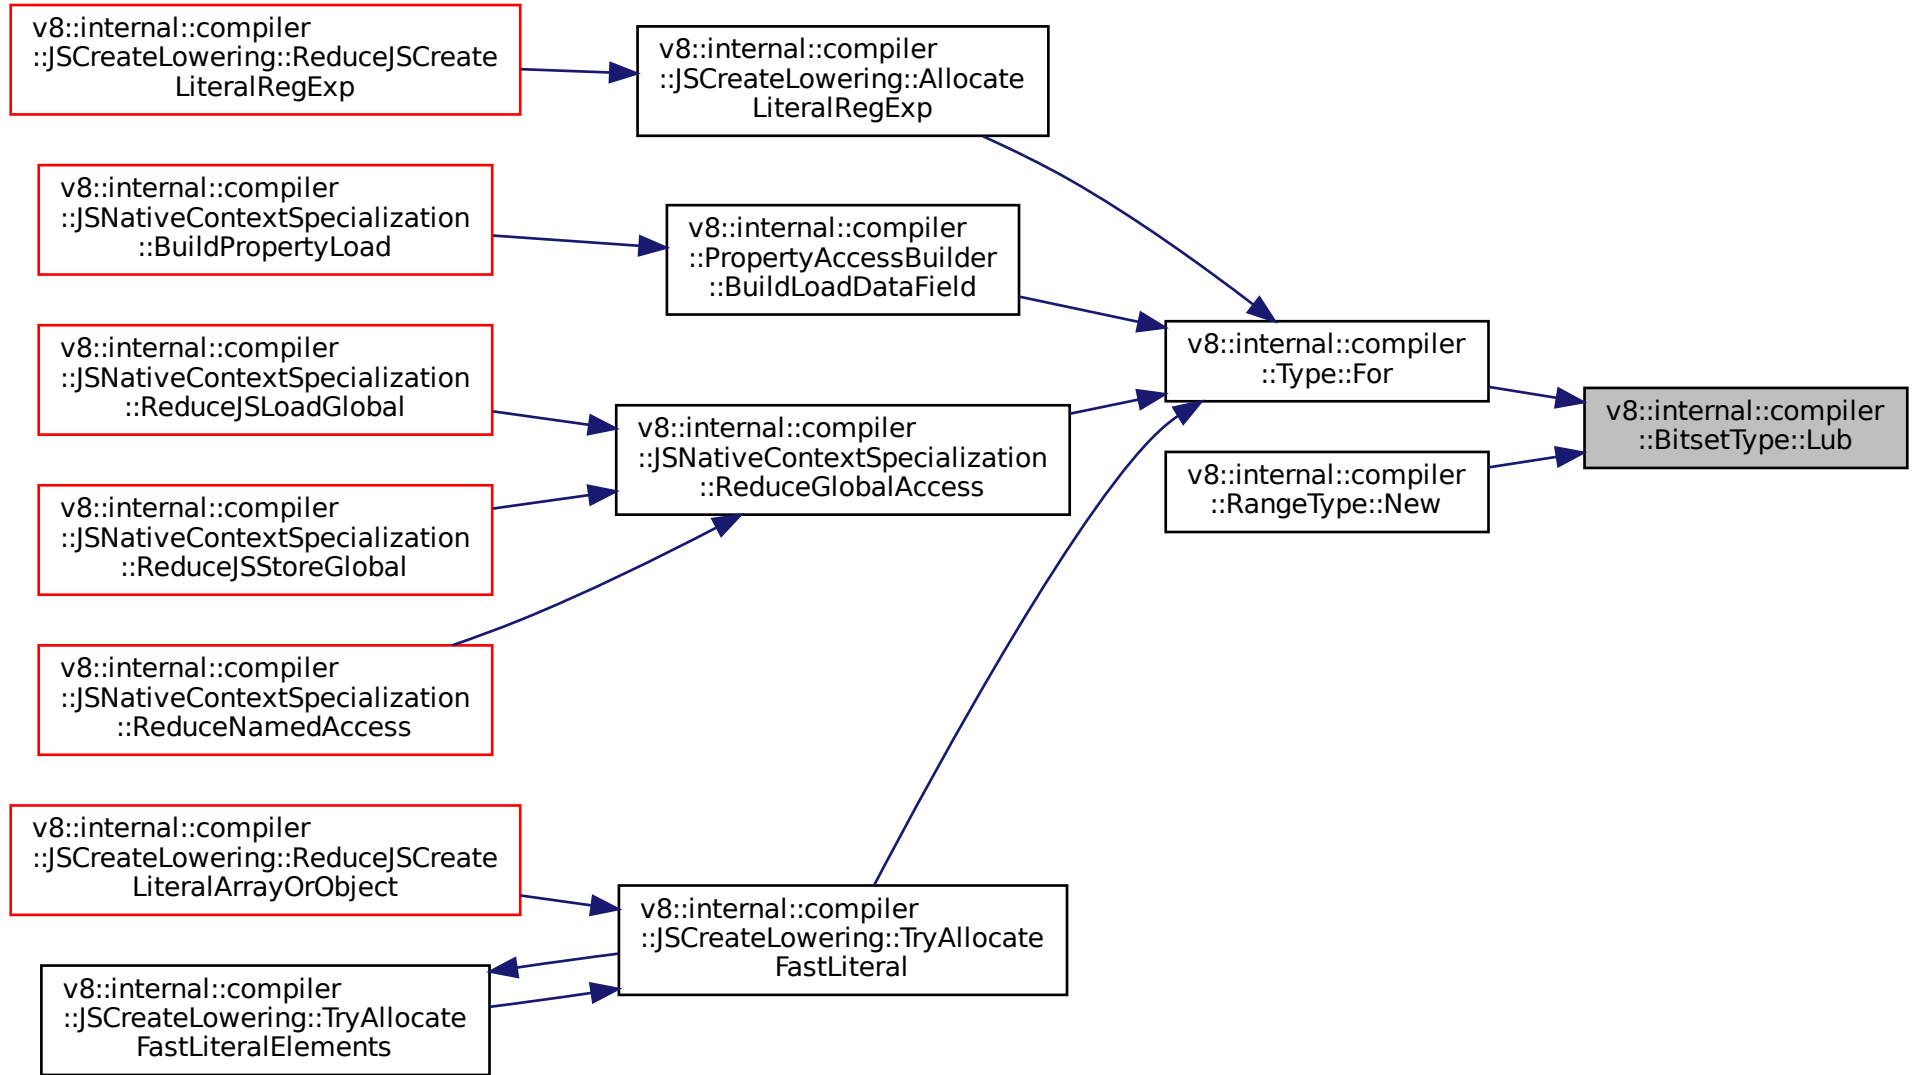 v8::internal::compiler
::JSCreateLowering::ReduceJSCreate
LiteralRegExp
v8::internal::compiler
::JSCreateLowering::Allocate
LiteralRegExp
v8::internal::compiler
::JSNativeContextSpecialization
::BuildPropertyLoad
v8::internal::compiler
::PropertyAccessBuilder
::BuildLoadDataField
v8::internal::compiler
::JSNativeContextSpecialization
::ReduceJSLoadGlobal
v8::internal::compiler
::Type::For
v8::internal::compiler
::BitsetType::Lub
v8::internal::compiler
::JSNativeContextSpecialization
::ReduceGlobalAccess
v8::internal::compiler
::RangeType::New
v8::internal::compiler
::JSNativeContextSpecialization
::ReduceJSStoreGlobal
v8::internal::compiler
::JSNativeContextSpecialization
::ReduceNamedAccess
v8::internal::compiler
::JSCreateLowering::ReduceJSCreate
LiteralArrayOrObject
v8::internal::compiler
::JSCreateLowering::TryAllocate
FastLiteral
v8::internal::compiler
::JSCreateLowering::TryAllocate
FastLiteralElements